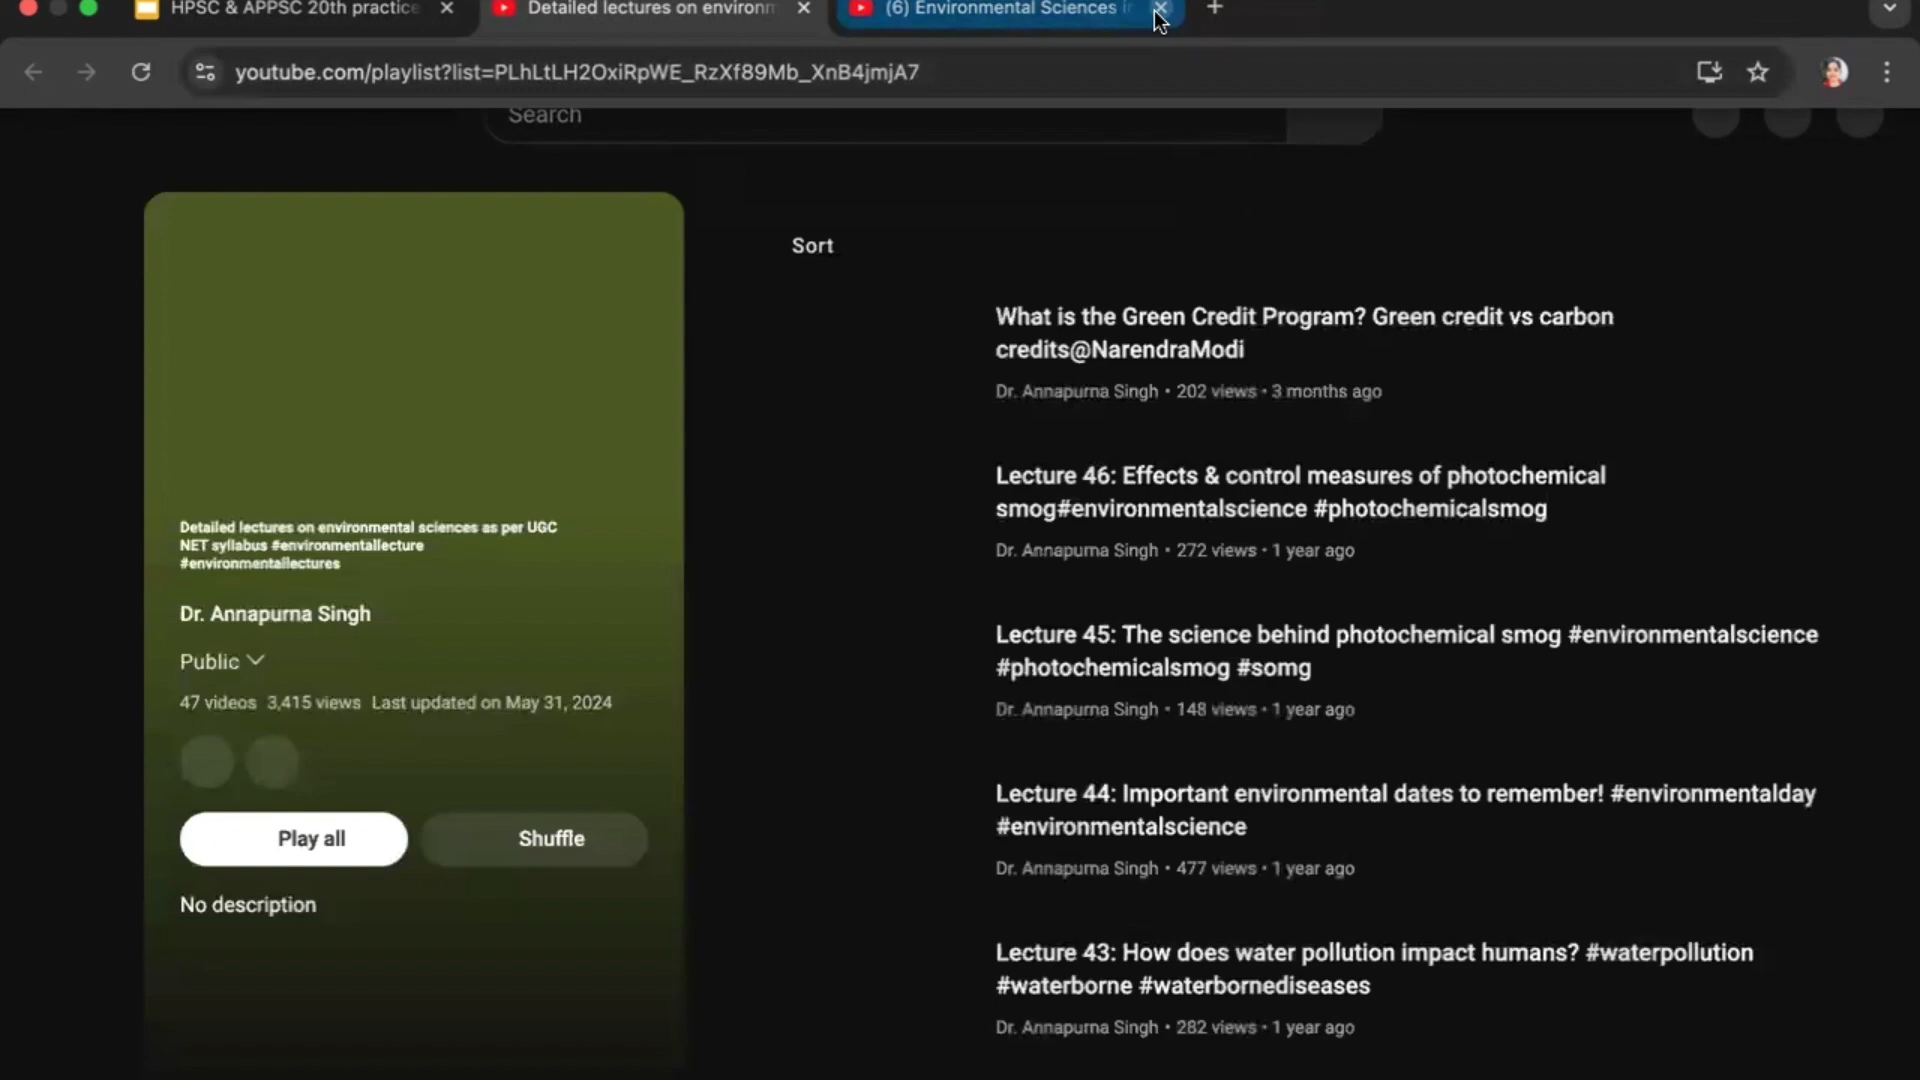 HPSC & APPSC 20th practice
Detailed lectures on environm
(6) Environmental Sciences i
youtube.com/playlist?list=PLhLtLH2OxiRpWE_RzXf89Mb_XnB4jmjA7
Search
Sort
What is the Green Credit Program? Green credit vs carbon
credits@NarendraModi
Dr. Annapurna Singh • 202 views • 3 months ago
Lecture 46: Effects & control measures of photochemical
smog#environmentalscience #photochemicalsmog
Dr. Annapurna Singh • 272 views • 1 year ago
Detailed lectures on environmental sciences as per UGC
NET syllabus #environmentallecture
#environmentallectures
Dr. Annapurna Singh
Public
47 videos 3,415 views Last updated on May 31, 2024
Play all
Shuffle
No description
Lecture 45: The science behind photochemical smog #environmentalscience
#photochemicalsmog #somg
Dr. Annapurna Singh • 148 views • 1 year ago
Lecture 44: Important environmental dates to remember! #environmentalday
#environmentalscience
Dr. Annapurna Singh • 477 views • 1 year ago
Lecture 43: How does water pollution impact humans? #waterpollution
#waterborne #waterbornediseases
Dr. Annapurna Singh • 282 views • 1 year ago